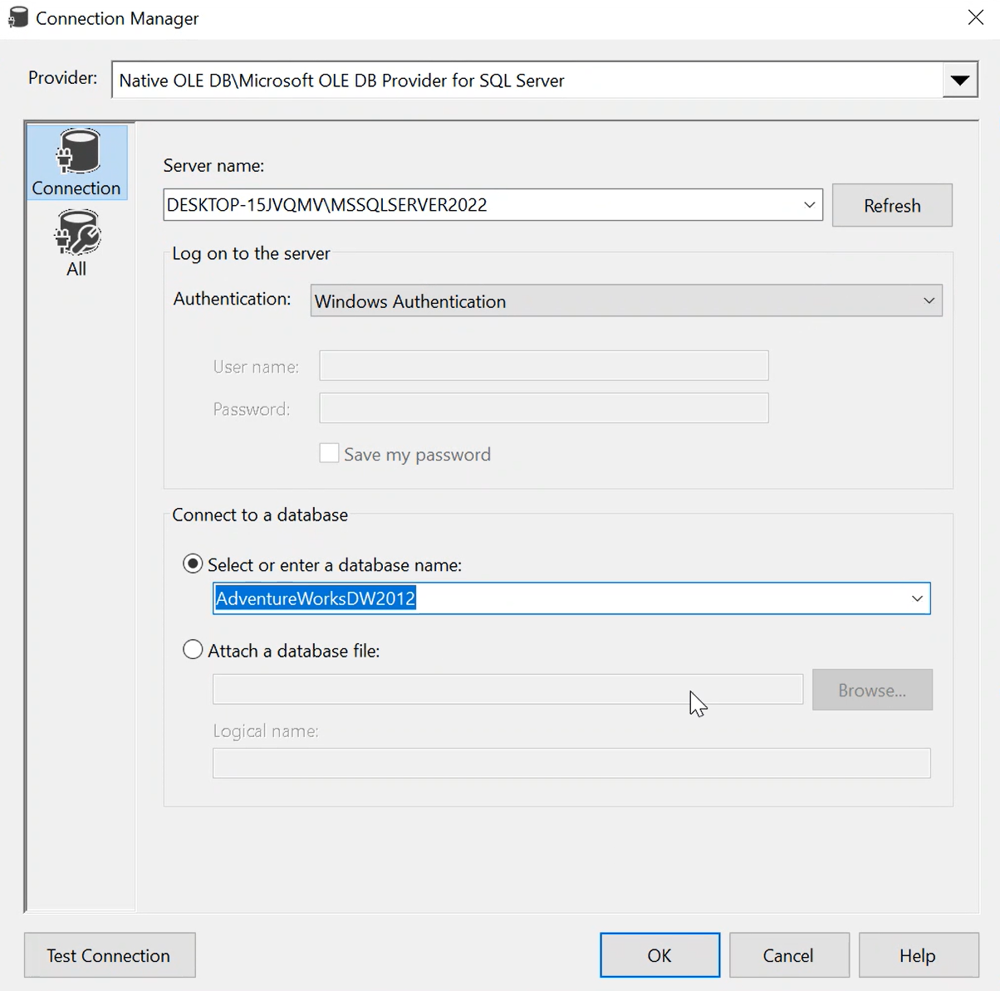 Connection Manager
Provider: Native OLE DB\Microsoft OLE DB Provider for SQL Server
Connection
All
Server name:
DESKTOP-15JVQMV\MSSQLSERVER2022 Refresh
Log on to the server
Authentication: Windows Authentication
User name:
Password:
Save my password
Connect to a database
Select or enter a database name:
AdventureWorksDW2012
Attach a database file:
Browse...
Logical name:
Test Connection OK Cancel Help